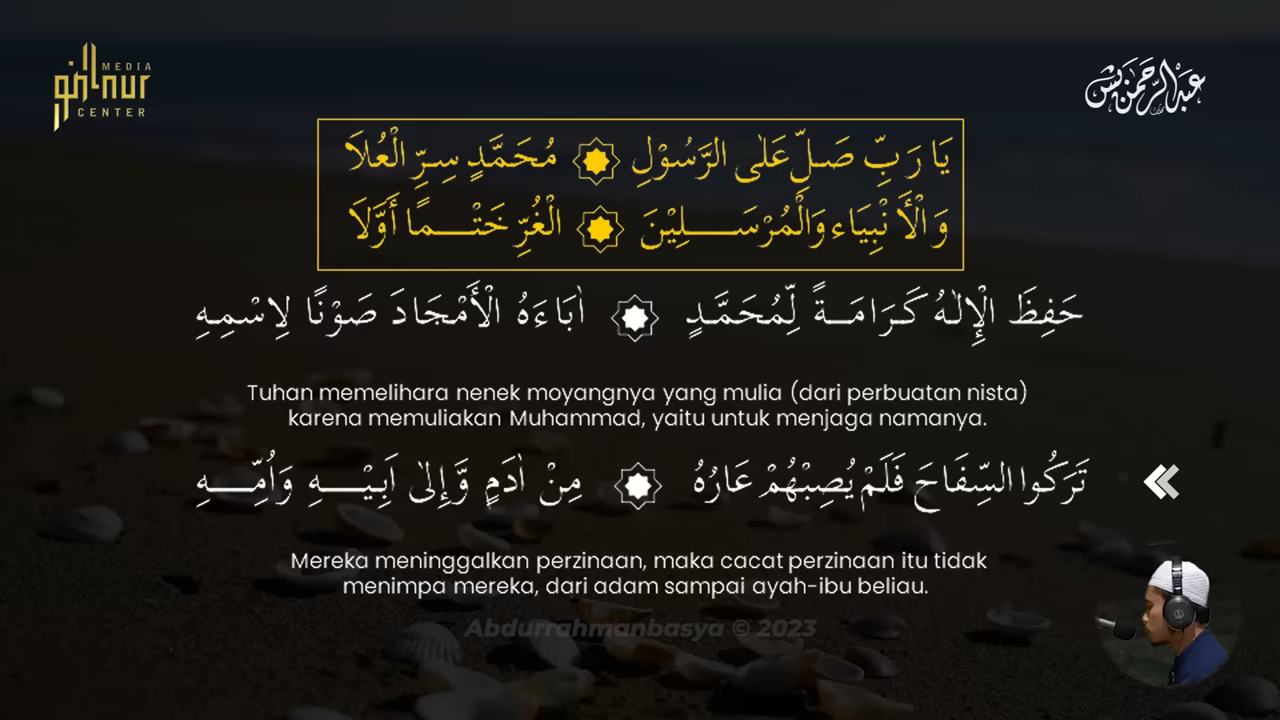 MEDIA
annur
CENTER
عبدالرحمن بشى
يَا رَبِّ صَلِّ عَلٰى الرَّسُوْلِ ۞ مُحَمَّدٍ سِرِّ الْعُلَا
وَالْأَنْبِيَاء وَالْمُرْسَلِيْنَ ۞ الْغُرِّ خَتْمًا أَوَّلَا
حَفِظَ الْإِلٰهُ كَرَامَةً لِّمُحَمَّدٍ ۞ اٰبَاءَهُ الْأَمْجَادَ صَوْنًا لِاسْمِهِ
Tuhan memelihara nenek moyangnya yang mulia (dari perbuatan nista)
karena memuliakan Muhammad, yaitu untuk menjaga namanya.
تَرَكُوا السِّفَاحَ فَلَمْ يُصِبْهُمْ عَارُهُ ۞ مِنْ اٰدَمٍ وَّإِلٰى اَبِيْهِ وَاُمِّهِ
Mereka meninggalkan perzinaan, maka cacat perzinaan itu tidak
menimpa mereka, dari adam sampai ayah-ibu beliau.
Abdurrahmanbasya © 2023